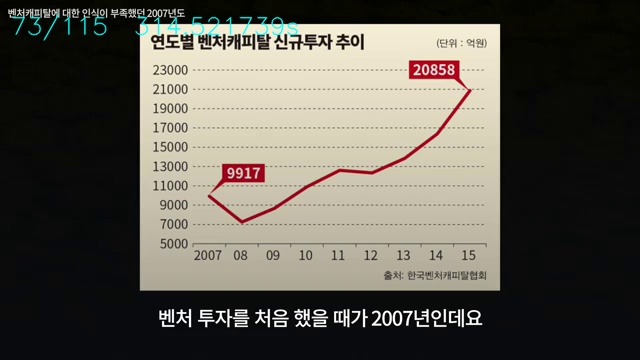 벤처캐피탈에 대한 인식이 부족했던 2007년도
73/115 314.521739s
연도별 벤처캐피탈 신규투자 추이
(단위 : 억원)
23000
20858
21000
19000
17000
15000
13000
9917
11000
9000
7000
5000
2007 08 09 10 11 12 13 14 15
출처: 한국벤처캐피탈협회
벤처 투자를 처음 했을 때가 2007년인데요